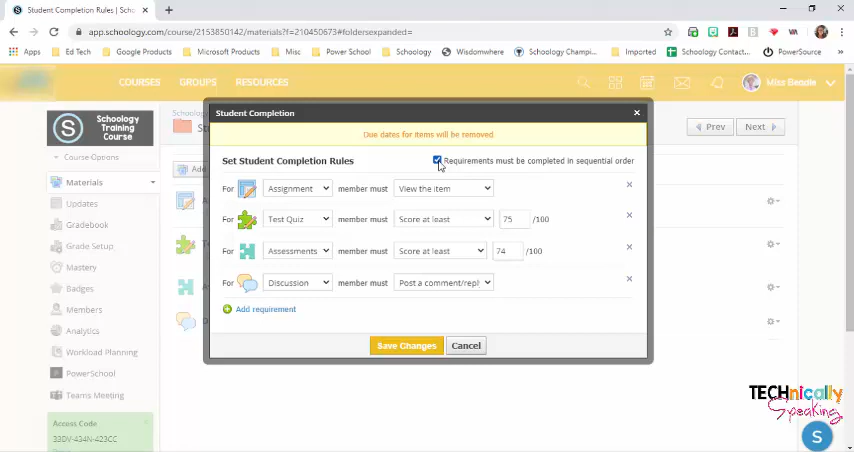 Student Completion Rules | Scho
app.schoology.com/course/2153850142/materials?f=210450673#foldersexpanded=
Apps
Ed Tech
Google Products
Microsoft Products
Misc
Power School
Schoology
Wisdomwhere
Schoology Champi...
Imported
Schoology Contact...
PowerSource
COURSES GROUPS RESOURCES
Miss Beadle
Schoology Training Course
Course Options
Prev
Next
Materials
Add
Updates
Gradebook
Grade Setup
Mastery
Badges
Members
Analytics
Workload Planning
PowerSchool
Teams Meeting
Access Code
33DV-434N-423CC
Student Completion
Due dates for items will be removed
Set Student Completion Rules
Requirements must be completed in sequential order
For Assignment member must View the item
For Test Quiz member must Score at least 75 /100
For Assessments member must Score at least 74 /100
For Discussion member must Post a comment/reply
Add requirement
Save Changes Cancel
TECHnically
Speaking
S